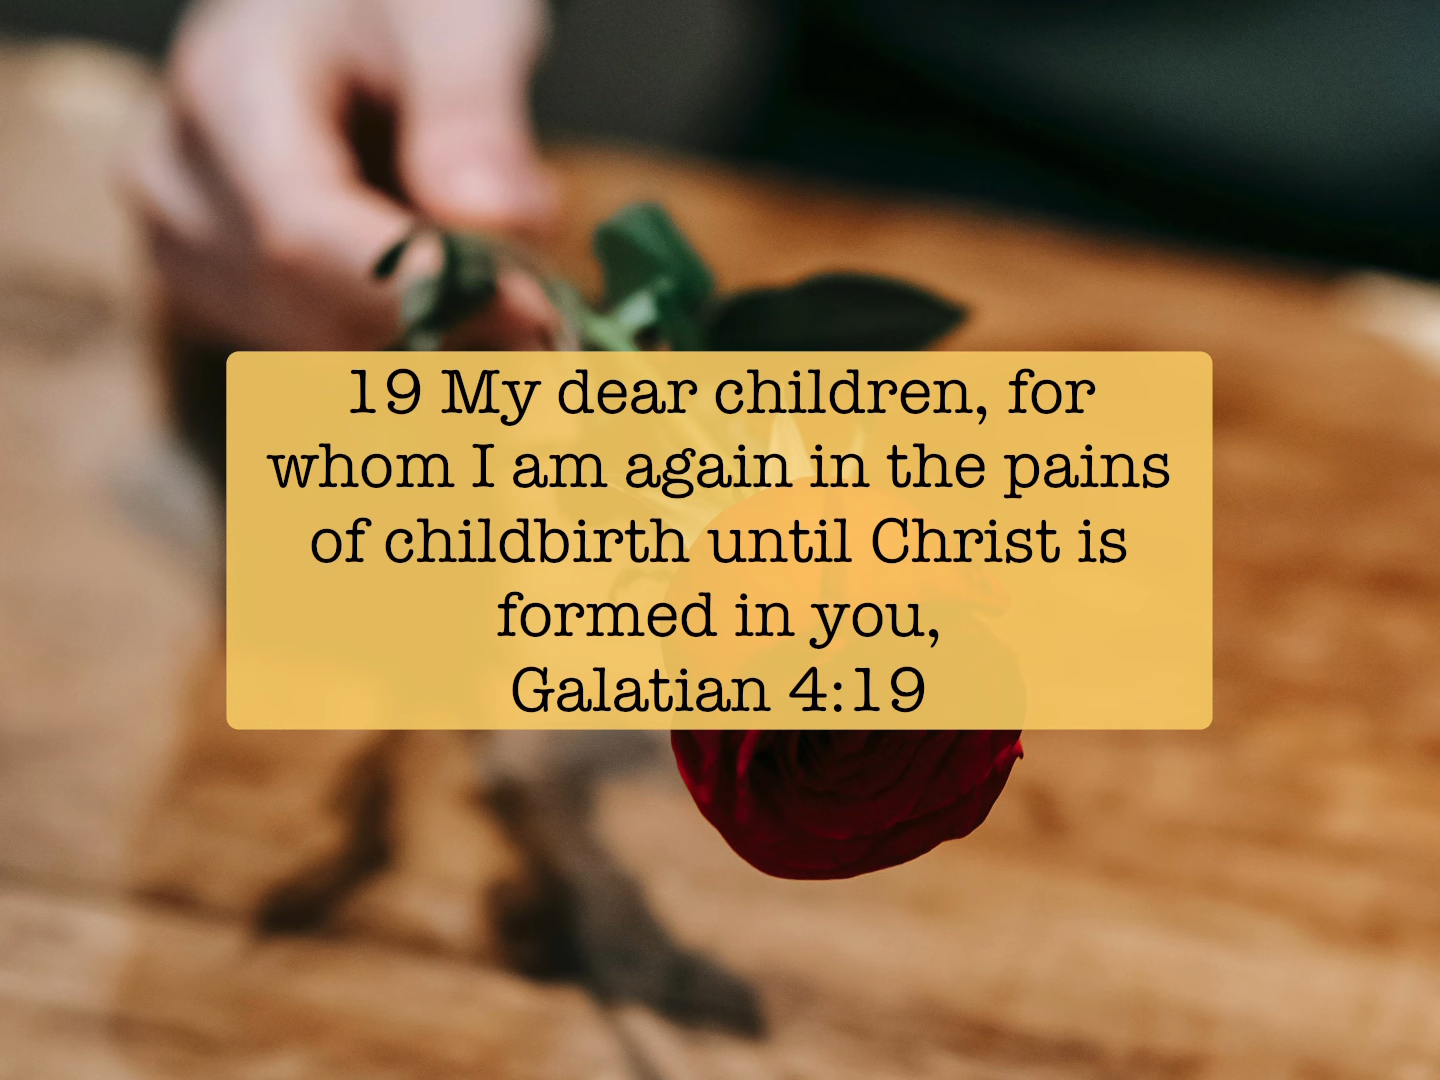 19 My dear children, for
whom I am again in the pains
of childbirth until Christ is
formed in you,
Galatian 4:19